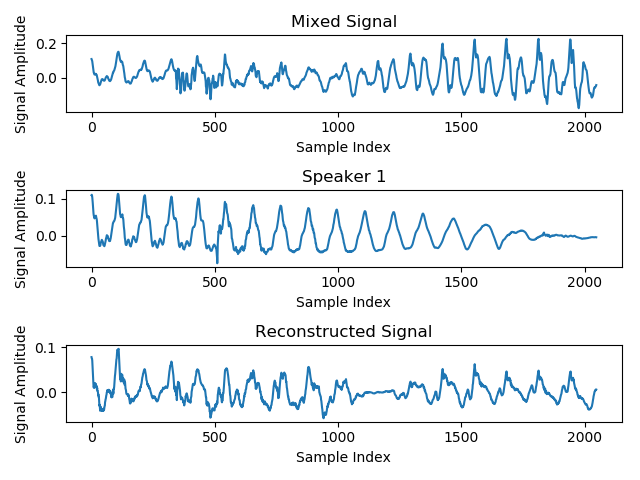 Mixed Signal
Signal Amplitude
0.2
0.0
0
500
1000
1500
2000
Sample Index
Speaker 1
Signal Amplitude
0.1
0.0
0
500
1000
1500
2000
Sample Index
Reconstructed Signal
Signal Amplitude
0.1
0.0
0
500
1000
1500
2000
Sample Index